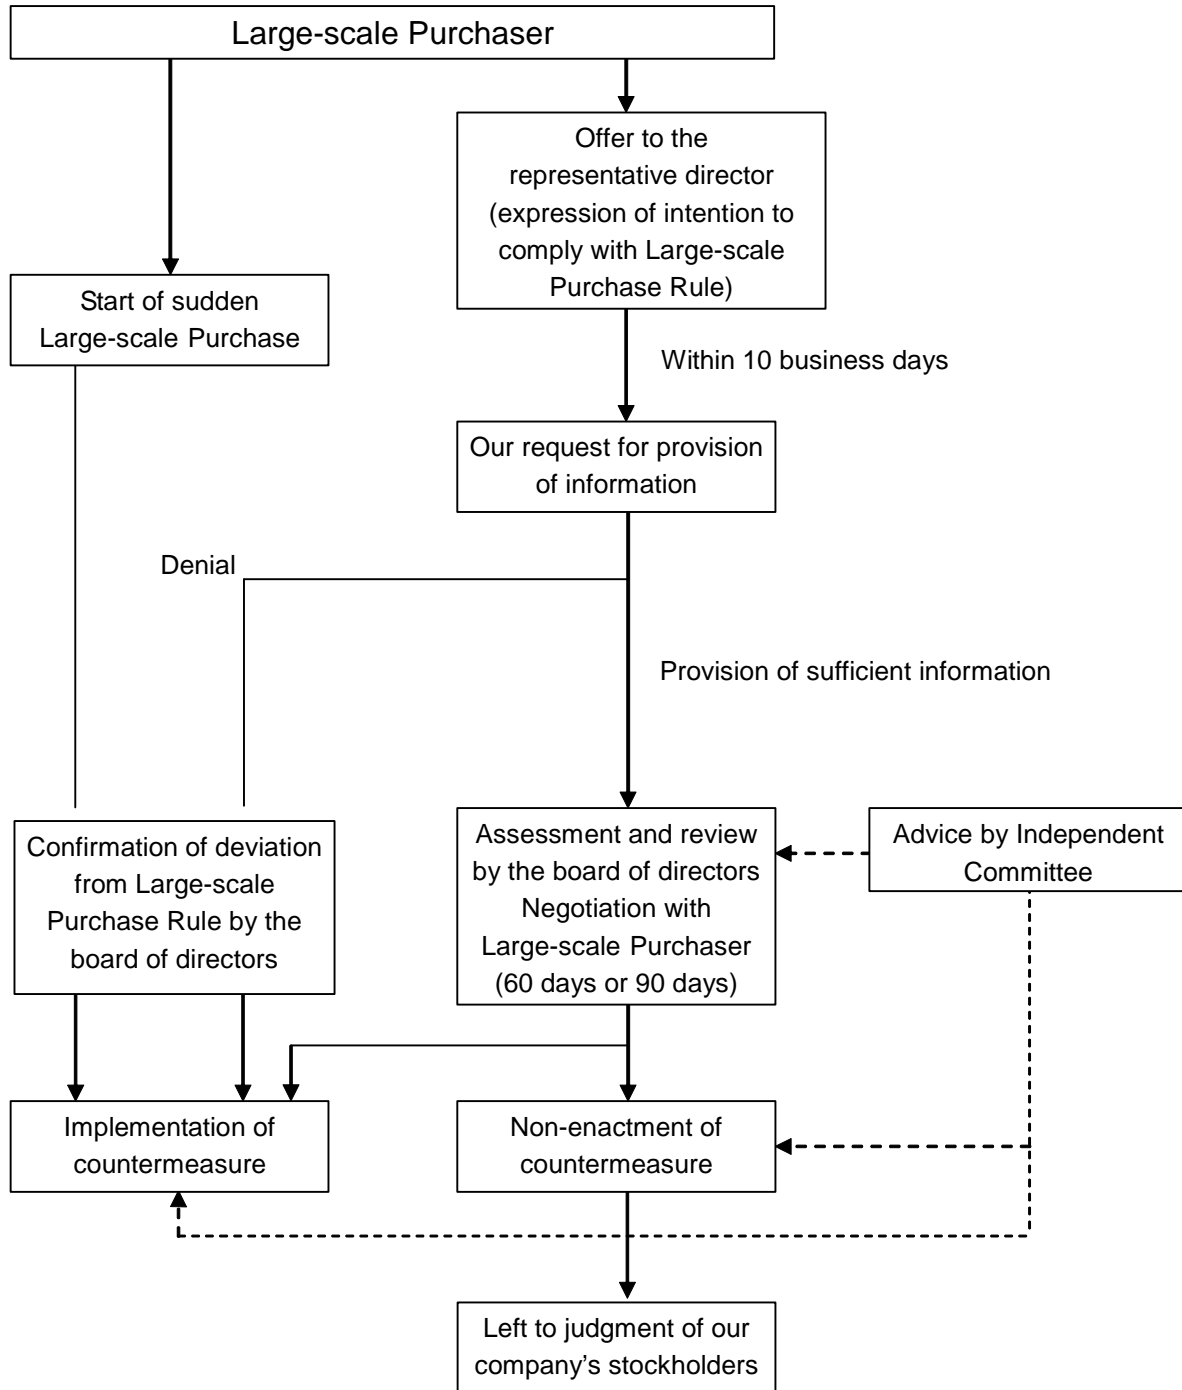 Large-scale Purchaser
Offer to the
representative director
(expression of intention to
comply with Large-scale
Purchase Rule)
Start of sudden
Large-scale Purchase
Within 10 business days
Our request for provision
of information
Denial
Provision of sufficient information
Confirmation of deviation
from Large-scale
Purchase Rule by the
board of directors
Assessment and review
by the board of directors
Negotiation with
Large-scale Purchaser
(60 days or 90 days)
Advice by Independent
Committee
Implementation of
countermeasure
Non-enactment of
countermeasure
Left to judgment of our
company’s stockholders